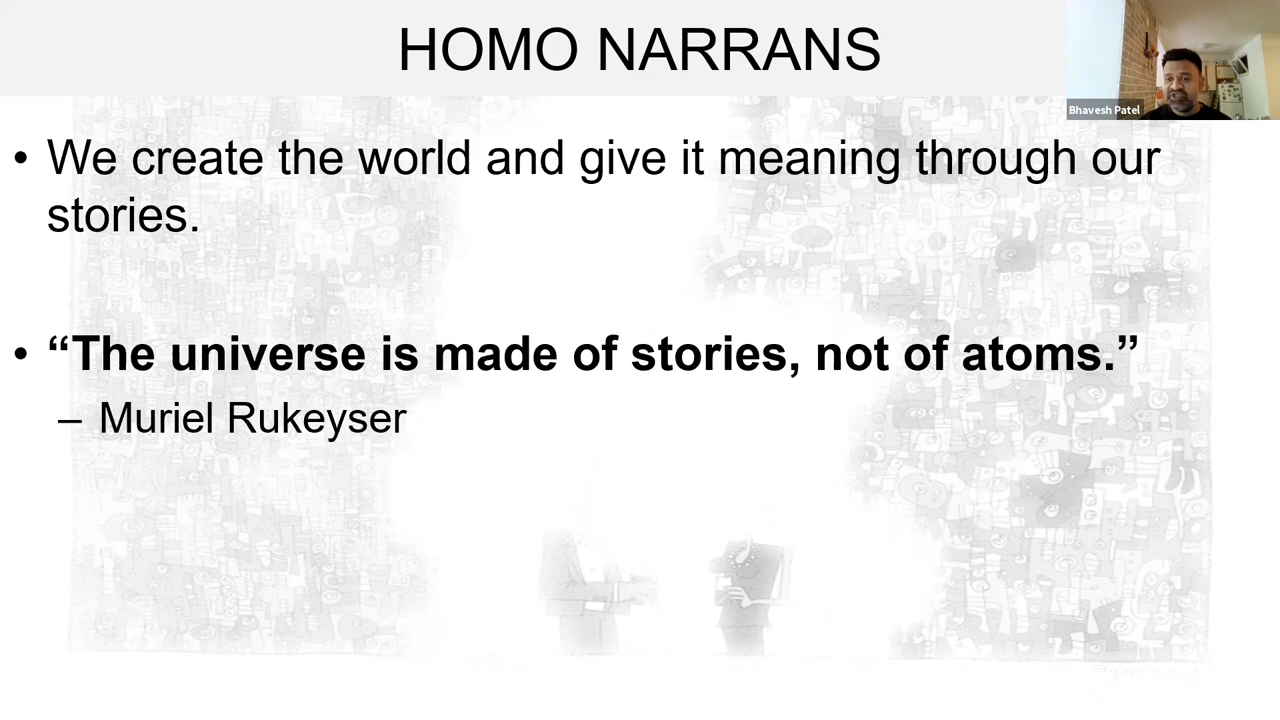 HOMO NARRANS
Bhavesh Patel
• We create the world and give it meaning through our
stories.
• “The universe is made of stories, not of atoms.”
– Muriel Rukeyser